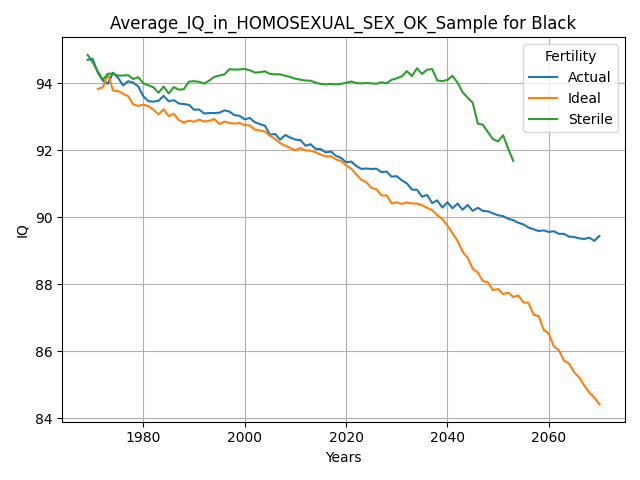 Average_IQ_in_HOMOSEXUAL_SEX_OK_Sample for Black
Fertility
Actual
Ideal
Sterile
IQ
94
92
90
88
86
84
1980
2000
2020
2040
2060
Years